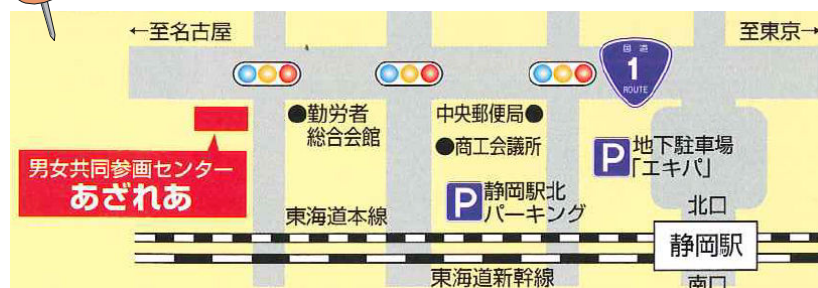 ←至名古屋
至東京→
国道
1
ROUTE
●勤労者
総合会館
中央郵便局●
●商工会議所
P 地下駐車場
「エキパ」
男女共同参画センター
あざれあ
P 静岡駅北
パーキング
北口
東海道本線
静岡駅
東海道新幹線
南口